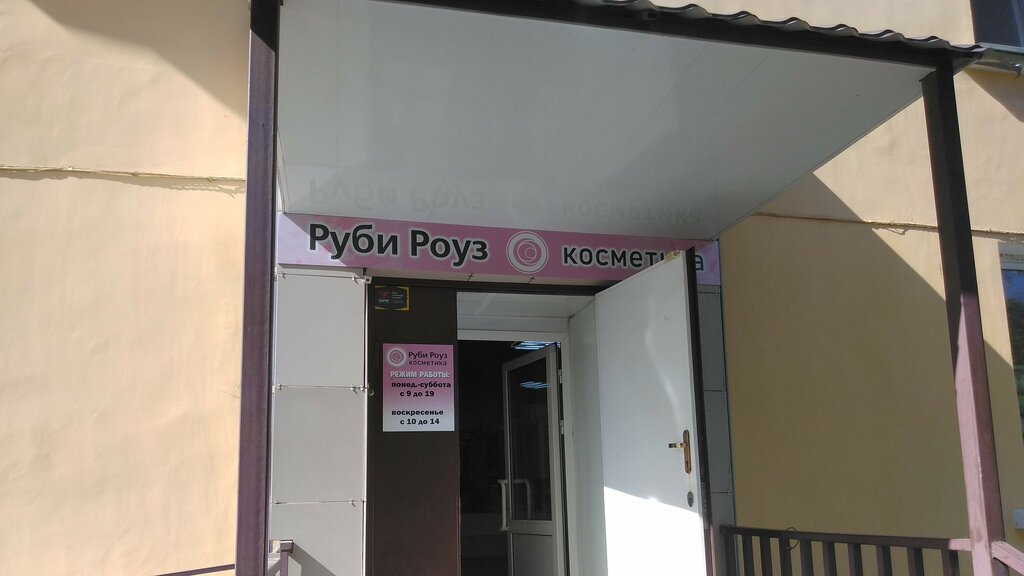 Руби Роуз косметика
Руби Роуз
косметика
РЕЖИМ РАБОТЫ:
понед.-суббота
с 9 до 19
воскресенье
с 10 до 14